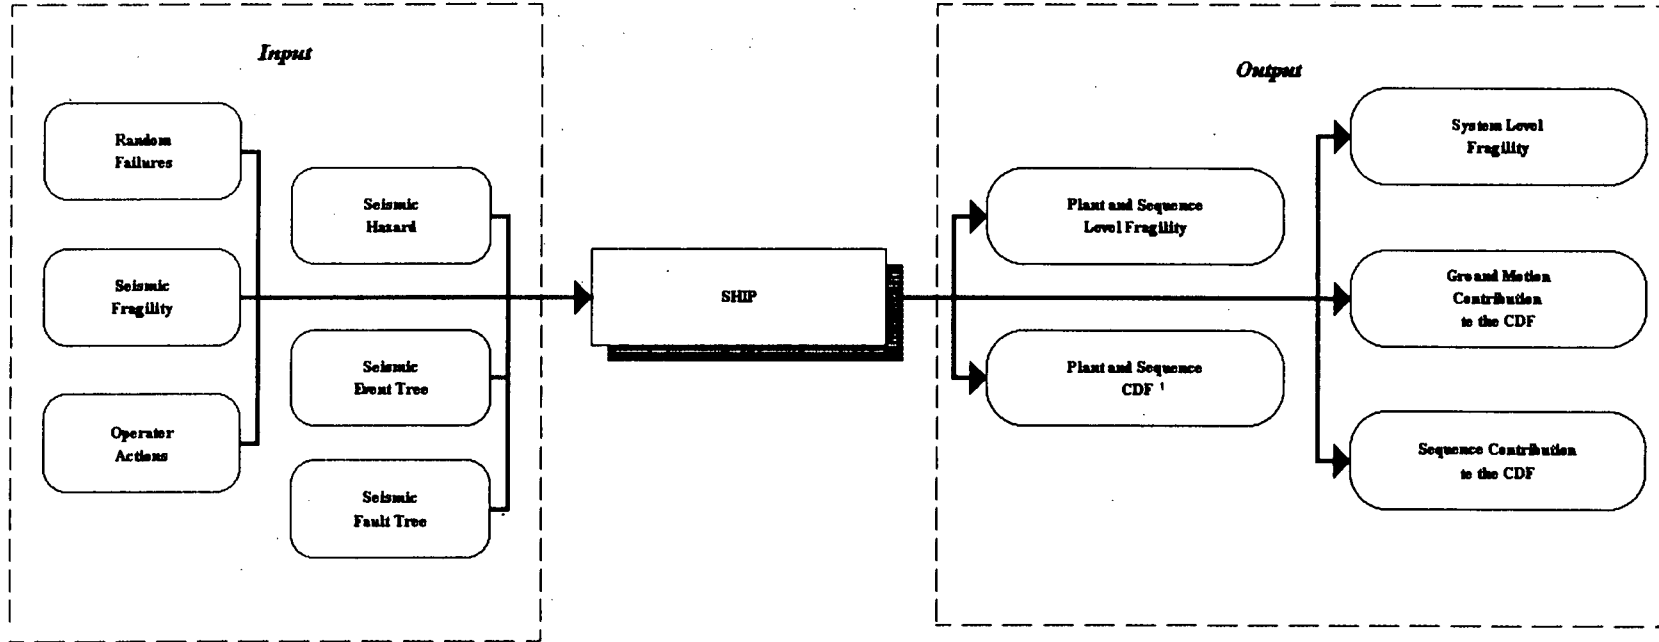 Input
Random
Failures
Seismic
Fragility
Operator
Actions
Seismic
Hazard
Seismic
Event Tree
Seismic
Fault Tree
SHIP
Output
Plant and Sequence
Level Fragility
Plant and Sequence
CDF ¹
System Level
Fragility
Ground Motion
Contribution
to the CDF
Sequence Contribution
to the CDF